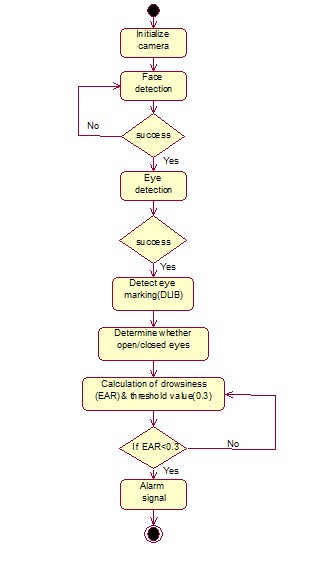 Initialize
camera
Face
detection
No
success
Yes
Eye
detection
success
Yes
Detect eye
marking(DLIB)
Determine whether
open/closed eyes
Calculation of drowsiness
(EAR)& threshold value(0.3)
If EAR<0.3
No
Yes
Alarm
signal